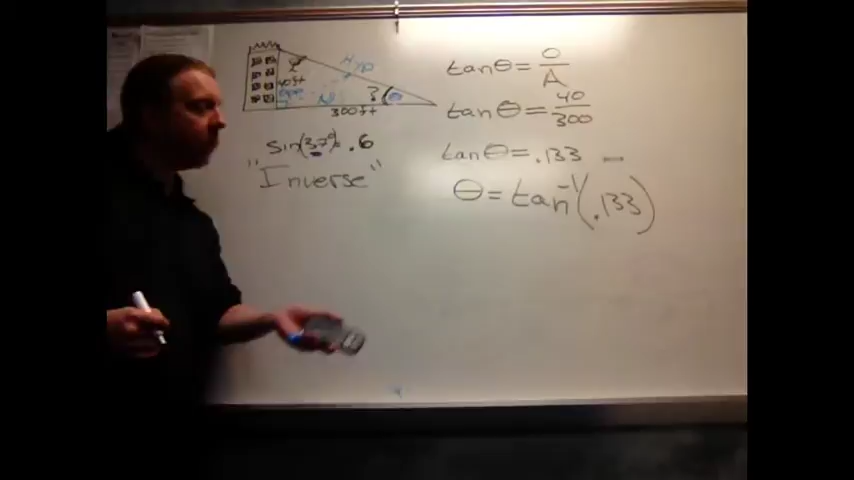 Hyp
40ft
opp
?
θ
300ft
sin(37°)= .6
"Inverse"
tanθ = O/A
tanθ = 40/300
tanθ = .133
θ = tan⁻¹(.133)